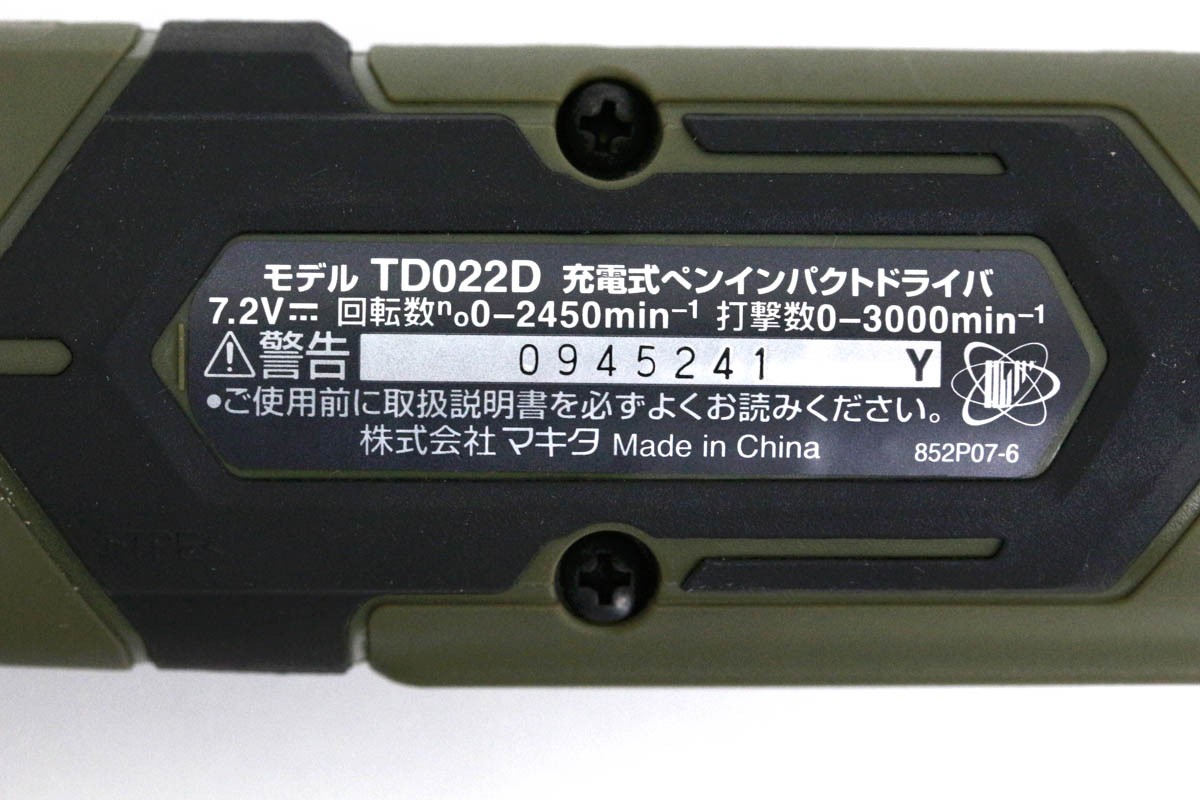 モデル TD022D 充電式ペンインパクトドライバ
7.2V⎓ 回転数n₀0-2450min⁻¹ 打撃数0-3000min⁻¹
⚠警告 0945241 Y
●ご使用前に取扱説明書を必ずよくお読みください。
株式会社 マキタ Made in China 852P07-6